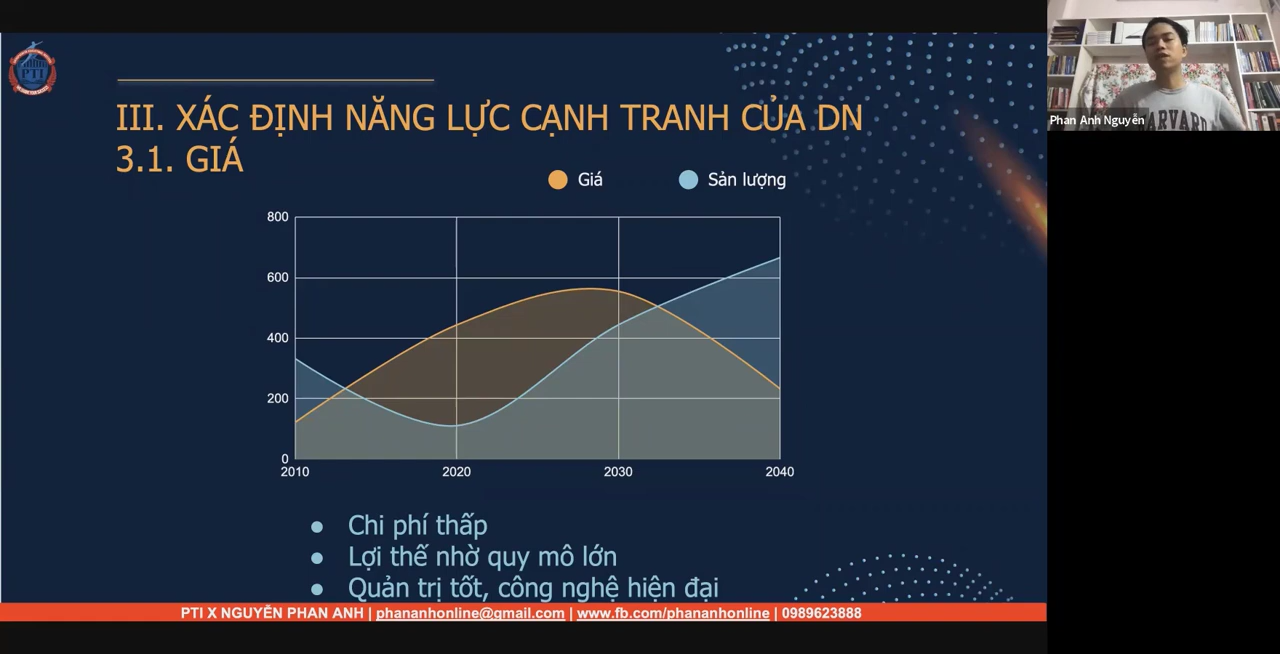 PTI
III. XÁC ĐỊNH NĂNG LỰC CẠNH TRANH CỦA DN
3.1. GIÁ
Giá
Sản lượng
800
600
400
200
0
2010
2020
2030
2040
● Chi phí thấp
● Lợi thế nhờ quy mô lớn
● Quản trị tốt, công nghệ hiện đại
PTI X NGUYỄN PHAN ANH | phananhonline@gmail.com | www.fb.com/phananhonline | 0989623888
HARVARD
Phan Anh Nguyễn